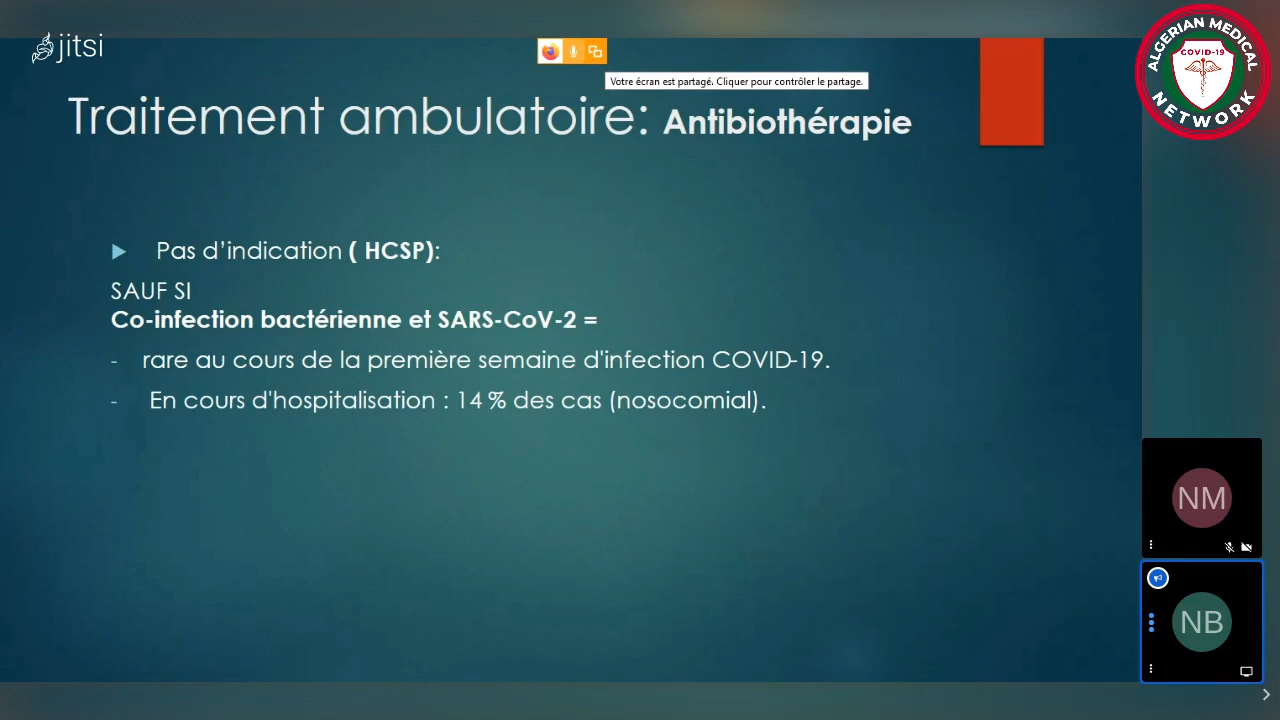 jitsi
Votre écran est partagé. Cliquer pour contrôler le partage.
ALGERIAN MEDICAL
COVID-19
NETWORK
Traitement ambulatoire: Antibiothérapie
Pas d’indication ( HCSP):
SAUF SI
Co-infection bactérienne et SARS-CoV-2 =
- rare au cours de la première semaine d'infection COVID-19.
- En cours d'hospitalisation : 14 % des cas (nosocomial).
NM
NB